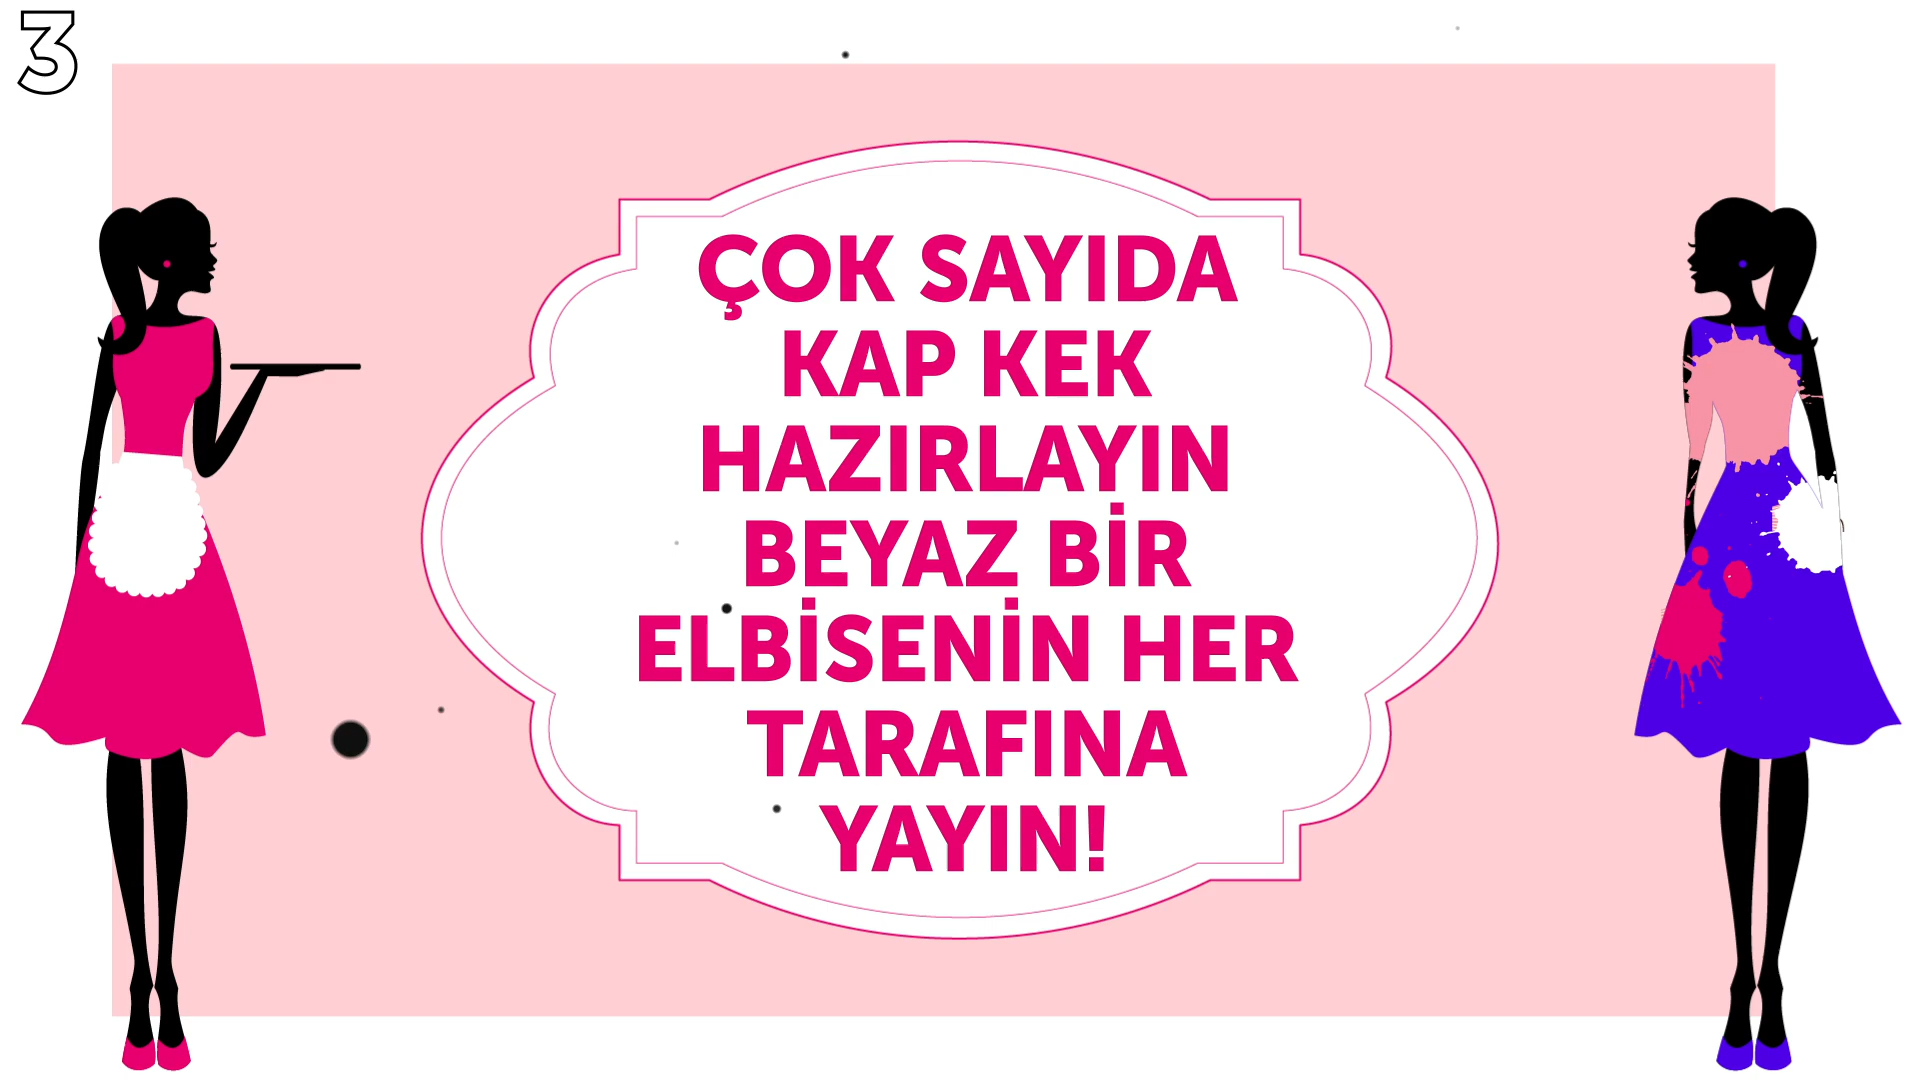 3
ÇOK SAYIDA
KAP KEK
HAZIRLAYIN
BEYAZ BİR
ELBİSENİN HER
TARAFINA
YAYIN!